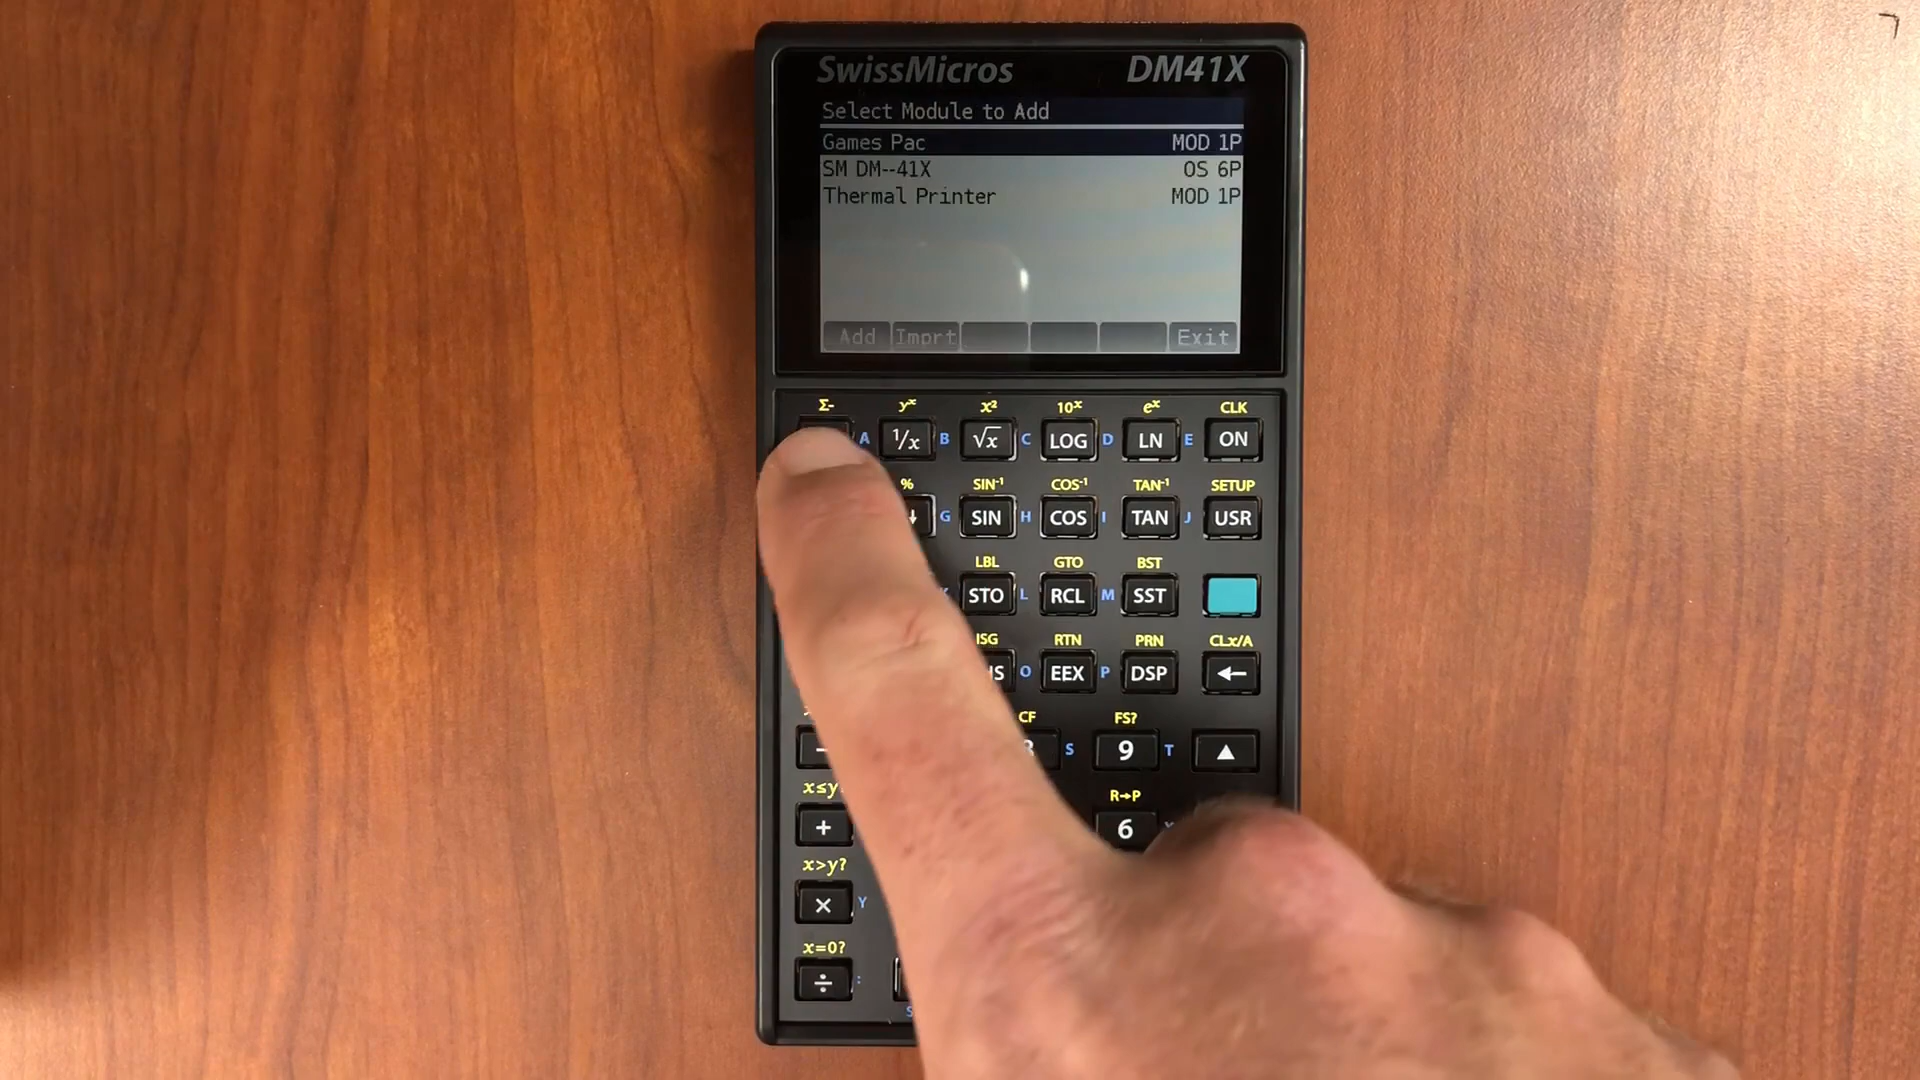 SwissMicros DM41X
Select Module to Add
Games Pac MOD 1P
SM DM--41X OS 6P
Thermal Printer MOD 1P
Add Imprt Exit
Σ- yˣ x² 10ˣ eˣ CLK
A 1/x B √x C LOG D LN E ON
% SIN⁻¹ COS⁻¹ TAN⁻¹ SETUP
G SIN H COS I TAN J USR
LBL GTO BST
STO L RCL M SST
ISG RTN PRN CLx/A
O EEX P DSP ←
CF FS?
S 9 T ▲
x≤y R→P
+ 6
x>y?
× Y
x=0?
÷ :